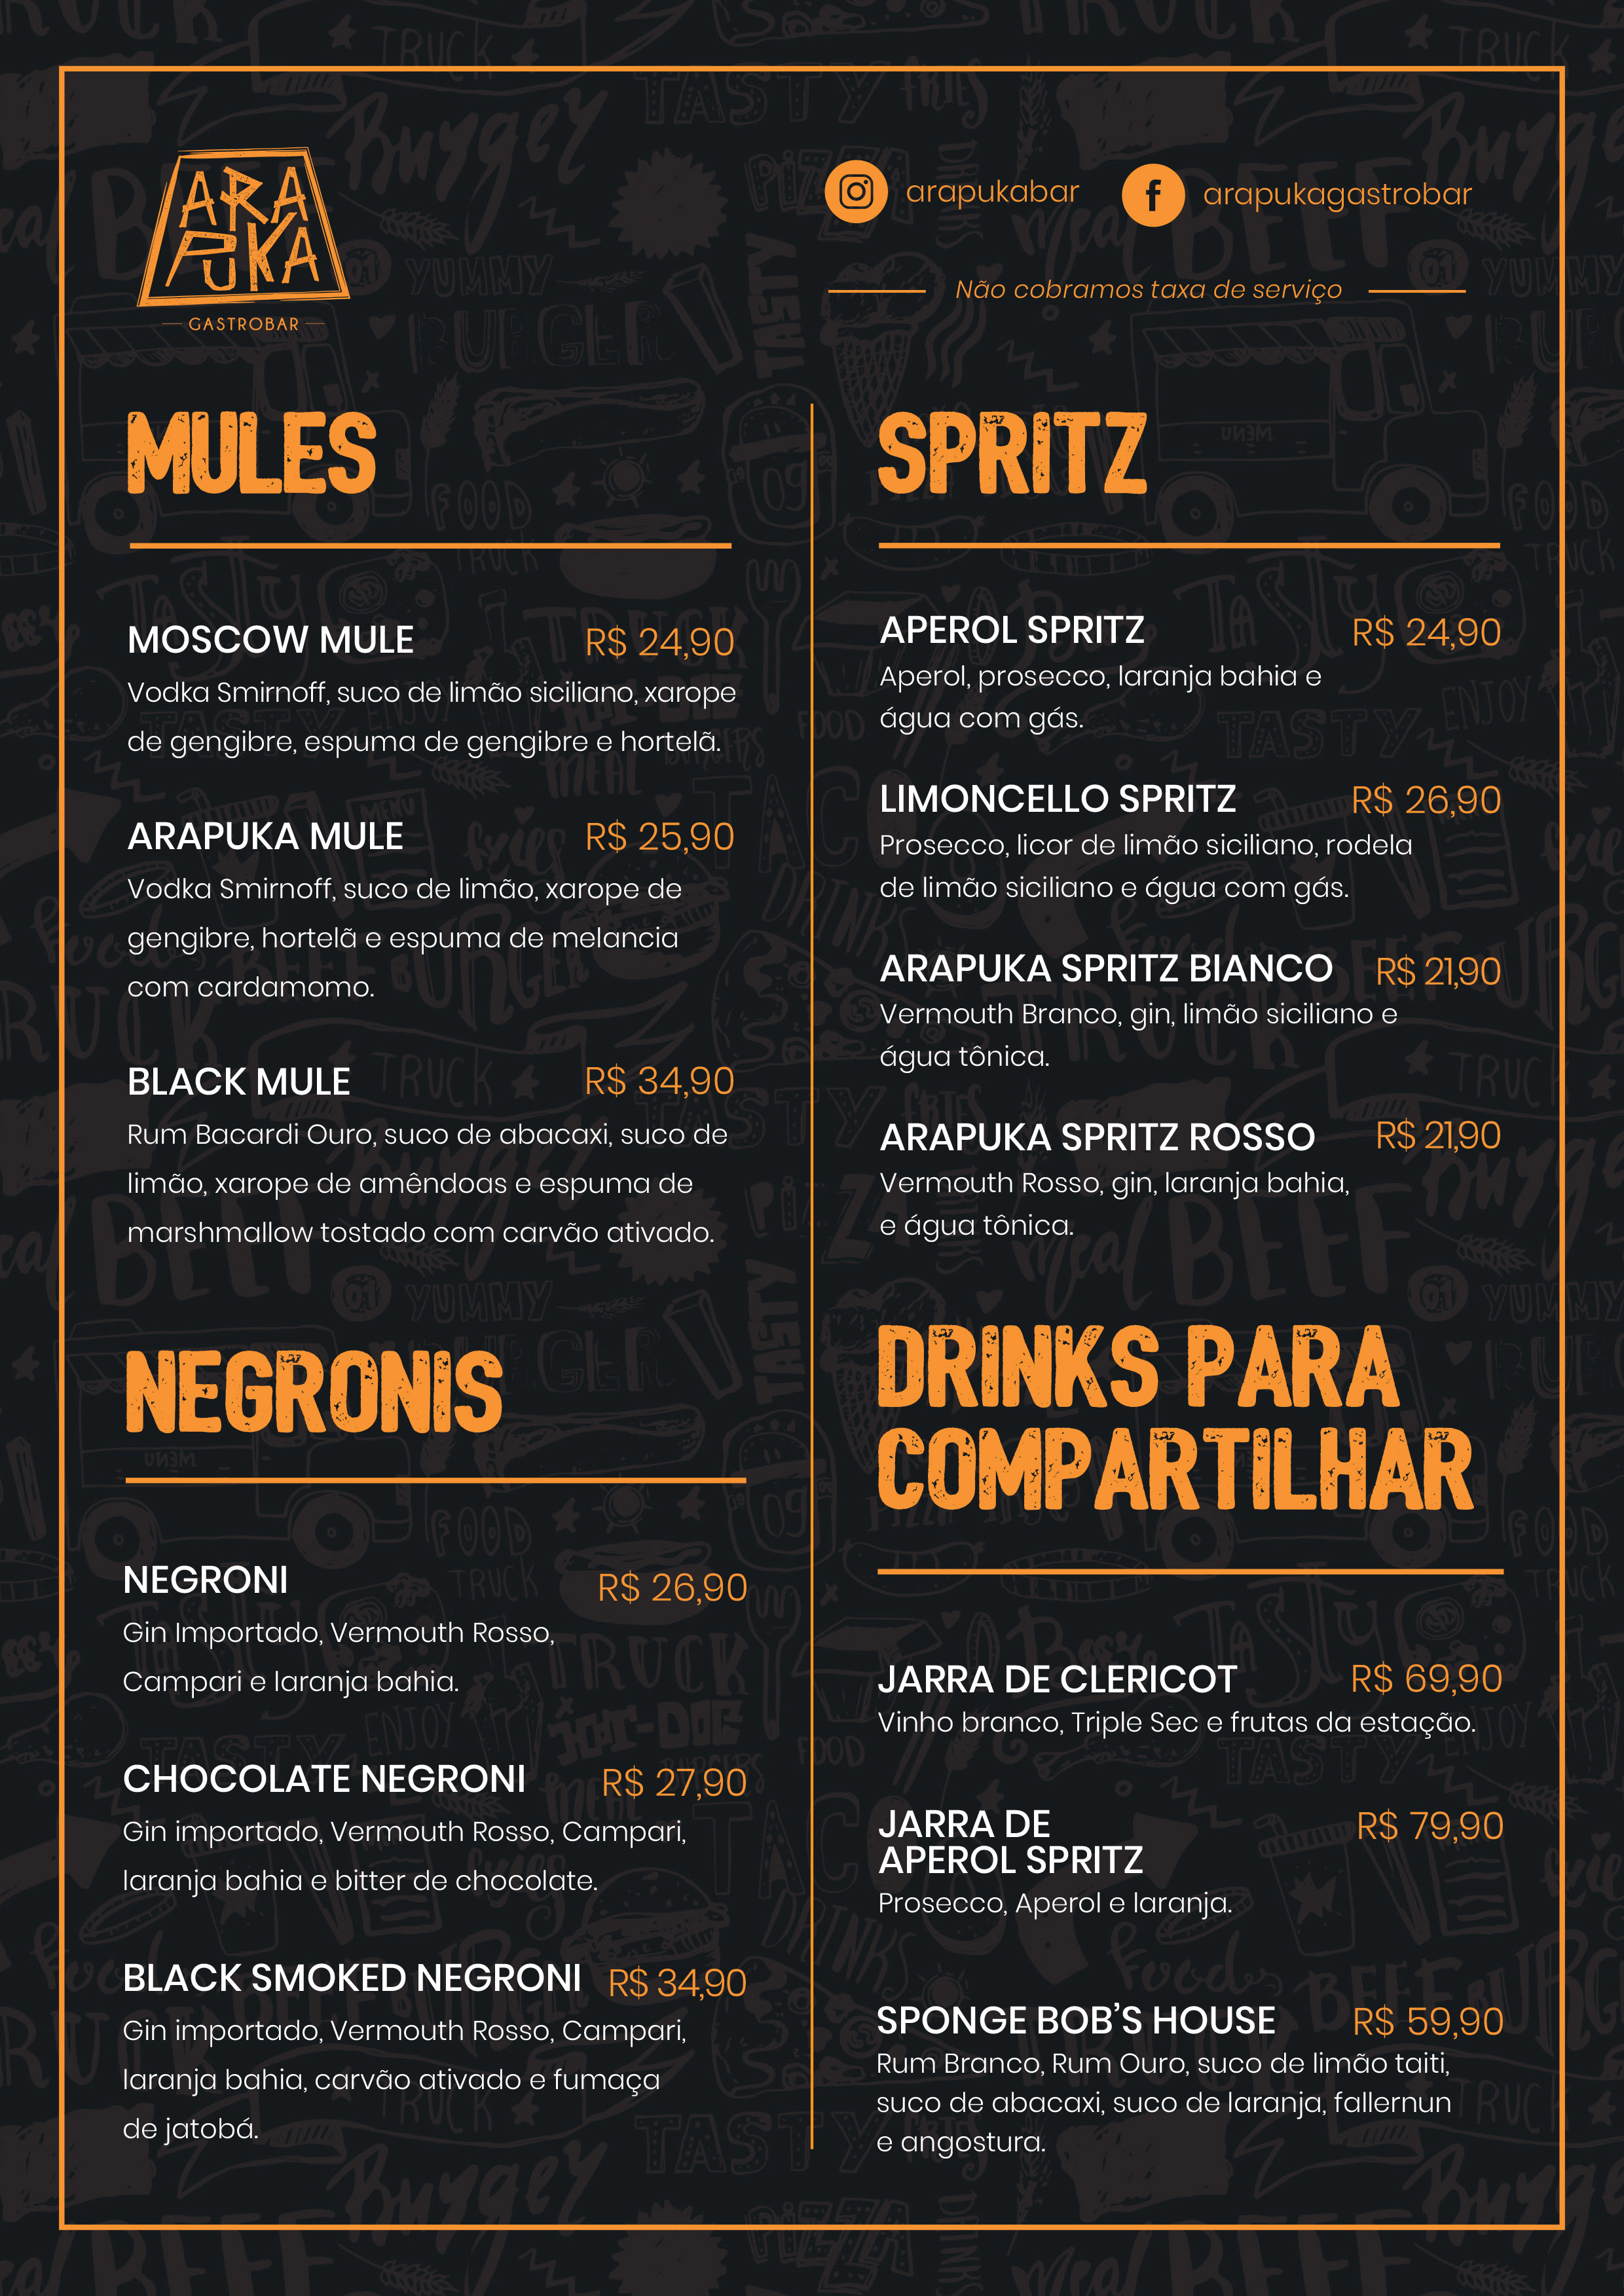 ARA
PUKÁ
GASTROBAR
arapukabar
arapukagastrobar
Não cobramos taxa de serviço
MULES
MOSCOW MULE R$ 24,90
Vodka Smirnoff, suco de limão siciliano, xarope
de gengibre, espuma de gengibre e hortelã.
ARAPUKA MULE R$ 25,90
Vodka Smirnoff, suco de limão, xarope de
gengibre, hortelã e espuma de melancia
com cardamomo.
BLACK MULE R$ 34,90
Rum Bacardi Ouro, suco de abacaxi, suco de
limão, xarope de amêndoas e espuma de
marshmallow tostado com carvão ativado.
NEGRONIS
NEGRONI R$ 26,90
Gin Importado, Vermouth Rosso,
Campari e laranja bahia.
CHOCOLATE NEGRONI R$ 27,90
Gin importado, Vermouth Rosso, Campari,
laranja bahia e bitter de chocolate.
BLACK SMOKED NEGRONI R$ 34,90
Gin importado, Vermouth Rosso, Campari,
laranja bahia, carvão ativado e fumaça
de jatobá.
SPRITZ
APEROL SPRITZ R$ 24,90
Aperol, prosecco, laranja bahia e
água com gás.
LIMONCELLO SPRITZ R$ 26,90
Prosecco, licor de limão siciliano, rodela
de limão siciliano e água com gás.
ARAPUKA SPRITZ BIANCO R$ 21,90
Vermouth Branco, gin, limão siciliano e
água tônica.
ARAPUKA SPRITZ ROSSO R$ 21,90
Vermouth Rosso, gin, laranja bahia,
e água tônica.
DRINKS PARA
COMPARTILHAR
JARRA DE CLERICOT R$ 69,90
Vinho branco, Triple Sec e frutas da estação.
JARRA DE R$ 79,90
APEROL SPRITZ
Prosecco, Aperol e laranja.
SPONGE BOB'S HOUSE R$ 59,90
Rum Branco, Rum Ouro, suco de limão taiti,
suco de abacaxi, suco de laranja, fallernun
e angostura.